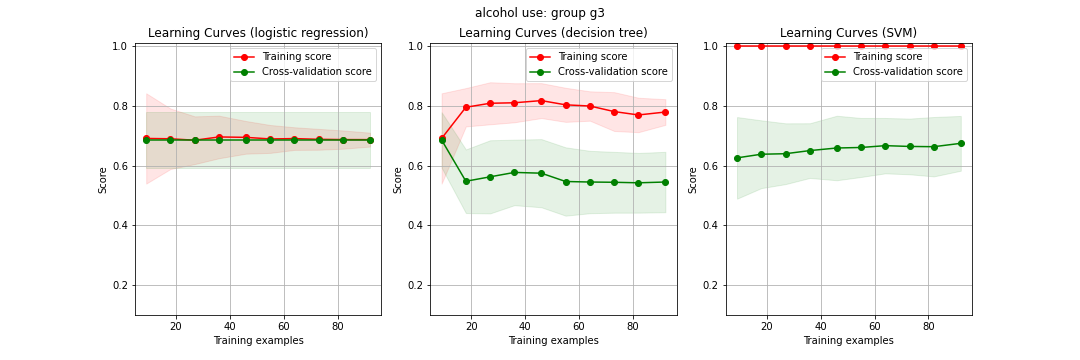 alcohol use: group g3
Learning Curves (logistic regression)
1.0
0.8
0.6
0.4
0.2
Score
20
40
60
80
Training examples
Training score
Cross-validation score
Learning Curves (decision tree)
1.0
0.8
0.6
0.4
0.2
Score
20
40
60
80
Training examples
Training score
Cross-validation score
Learning Curves (SVM)
1.0
0.8
0.6
0.4
0.2
Score
20
40
60
80
Training examples
Training score
Cross-validation score